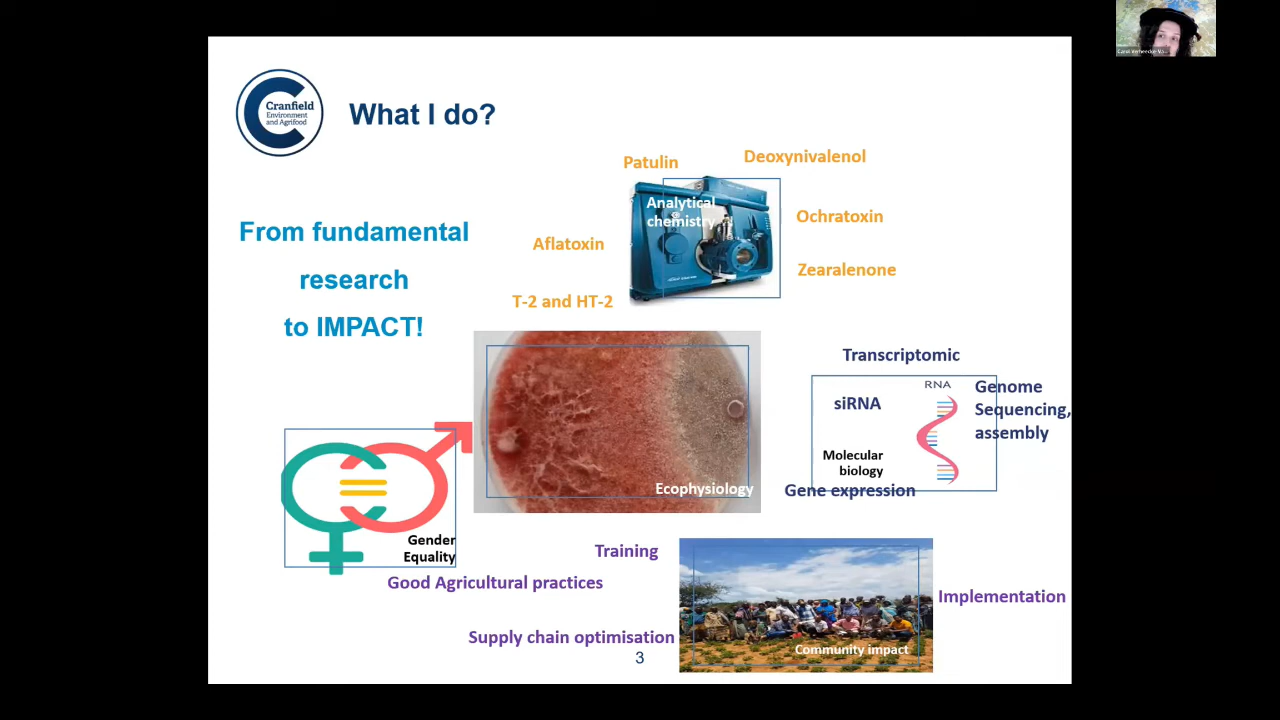 Cranfield
Environment
and Agrifood
What I do?
From fundamental
research
to IMPACT!
Patulin
Deoxynivalenol
Analytical
chemistry
Ochratoxin
Aflatoxin
Zearalenone
T-2 and HT-2
Transcriptomic
RNA
siRNA
Genome
Sequencing,
assembly
Molecular
biology
Gene expression
Ecophysiology
Gender
Equality
Training
Good Agricultural practices
Implementation
Supply chain optimisation
Community impact
3